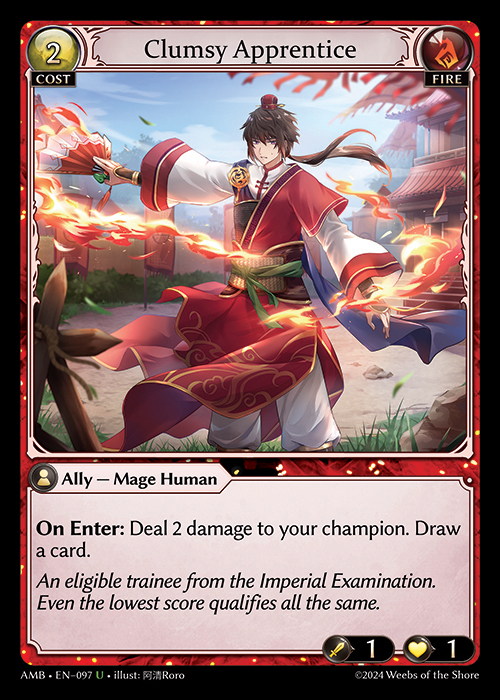 2
Clumsy Apprentice
COST
FIRE
Ally — Mage Human
On Enter: Deal 2 damage to your champion. Draw
a card.
An eligible trainee from the Imperial Examination.
Even the lowest score qualifies all the same.
1
1
AMB • EN–097 U • illust: 阿清Roro
©2024 Weebs of the Shore